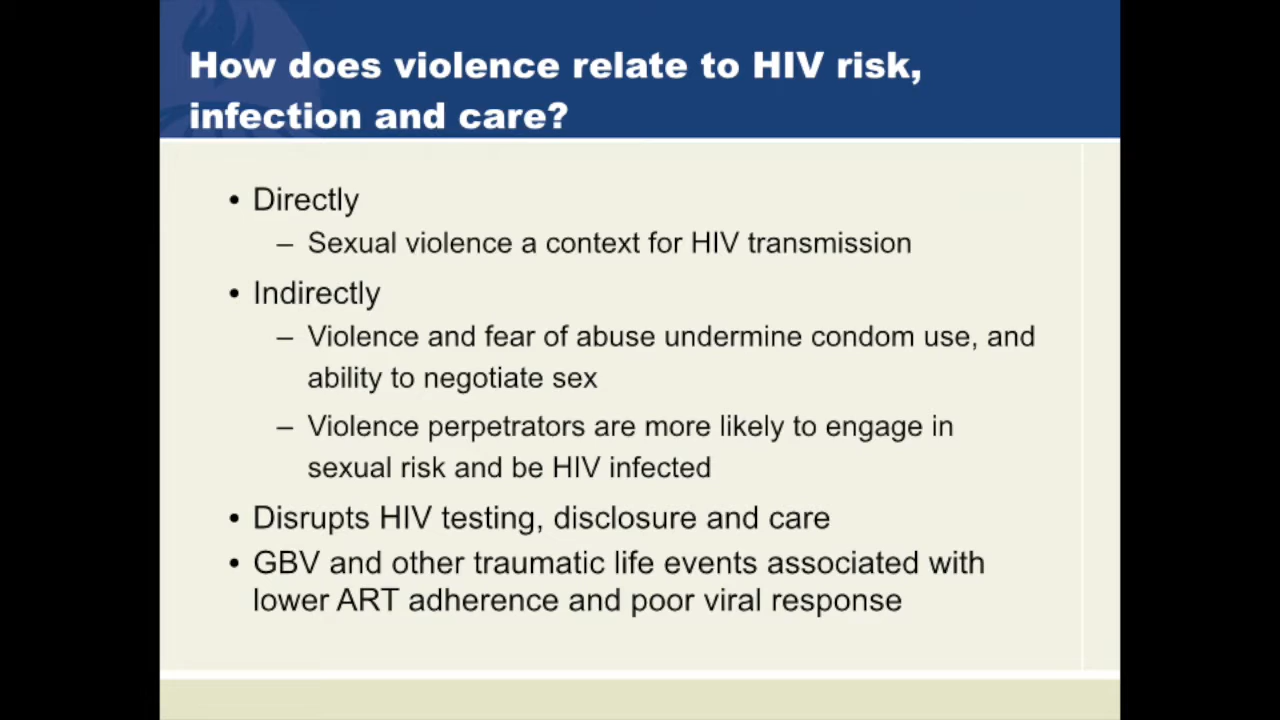 How does violence relate to HIV risk,
infection and care?
• Directly
– Sexual violence a context for HIV transmission
• Indirectly
– Violence and fear of abuse undermine condom use, and
ability to negotiate sex
– Violence perpetrators are more likely to engage in
sexual risk and be HIV infected
• Disrupts HIV testing, disclosure and care
• GBV and other traumatic life events associated with
lower ART adherence and poor viral response